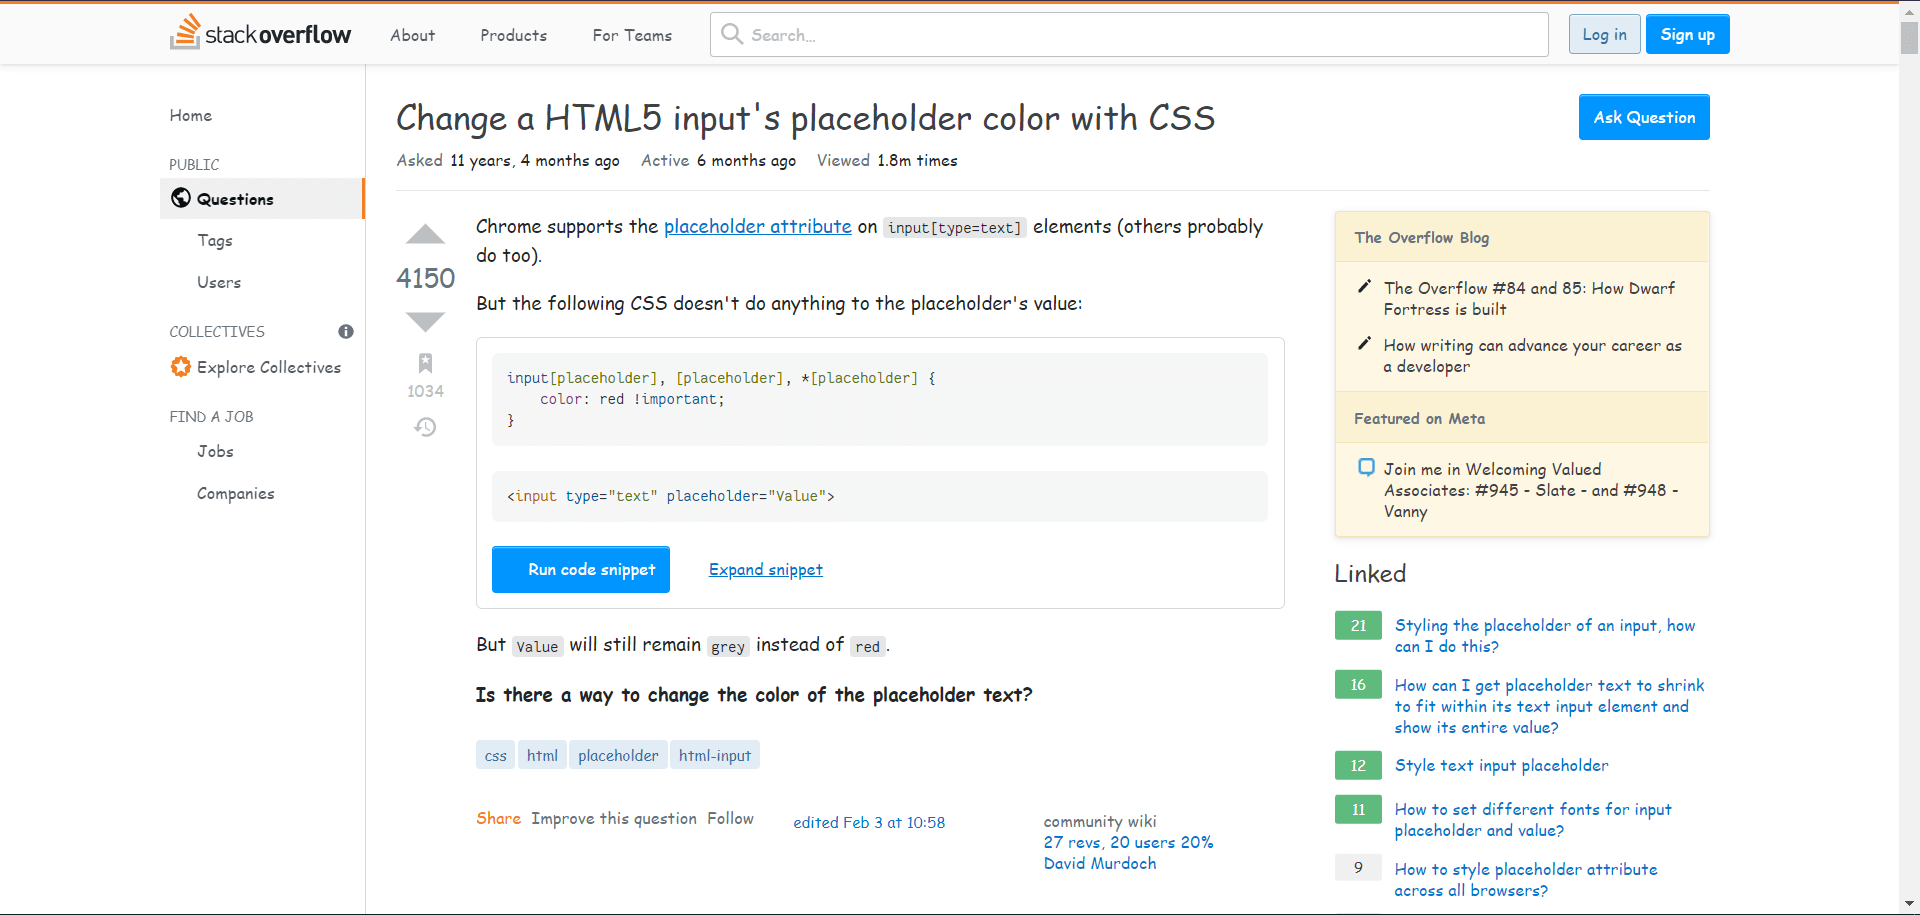 stackoverflow
About
Products
For Teams
Search...
Log in
Sign up
Home
PUBLIC
Questions
Tags
Users
COLLECTIVES
Explore Collectives
FIND A JOB
Jobs
Companies
Change a HTML5 input's placeholder color with CSS
Ask Question
Asked 11 years, 4 months ago Active 6 months ago Viewed 1.8m times
4150
1034
Chrome supports the placeholder attribute on input[type=text] elements (others probably
do too).
But the following CSS doesn't do anything to the placeholder's value:
input[placeholder], [placeholder], *[placeholder] {
    color: red !important;
}
<input type="text" placeholder="Value">
Run code snippet
Expand snippet
But Value will still remain grey instead of red.
Is there a way to change the color of the placeholder text?
css html placeholder html-input
Share Improve this question Follow
edited Feb 3 at 10:58
community wiki
27 revs, 20 users 20%
David Murdoch
The Overflow Blog
The Overflow #84 and 85: How Dwarf
Fortress is built
How writing can advance your career as
a developer
Featured on Meta
Join me in Welcoming Valued
Associates: #945 - Slate - and #948 -
Vanny
Linked
21 Styling the placeholder of an input, how
can I do this?
16 How can I get placeholder text to shrink
to fit within its text input element and
show its entire value?
12 Style text input placeholder
11 How to set different fonts for input
placeholder and value?
9 How to style placeholder attribute
across all browsers?